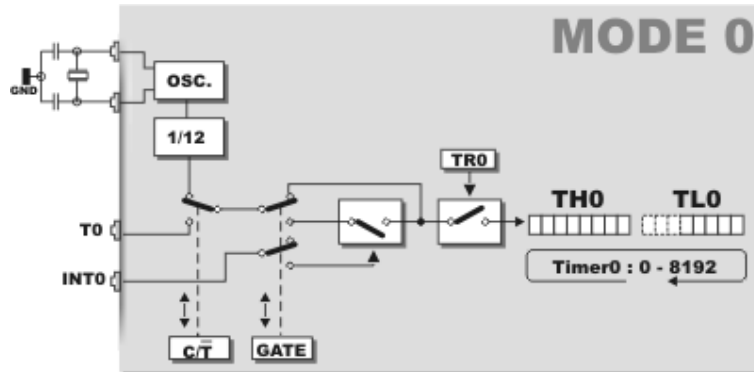 MODE 0
OSC.
GND
1/12
TR0
TH0 TL0
T0
Timer0 : 0 - 8192
INT0
C/T̅ GATE